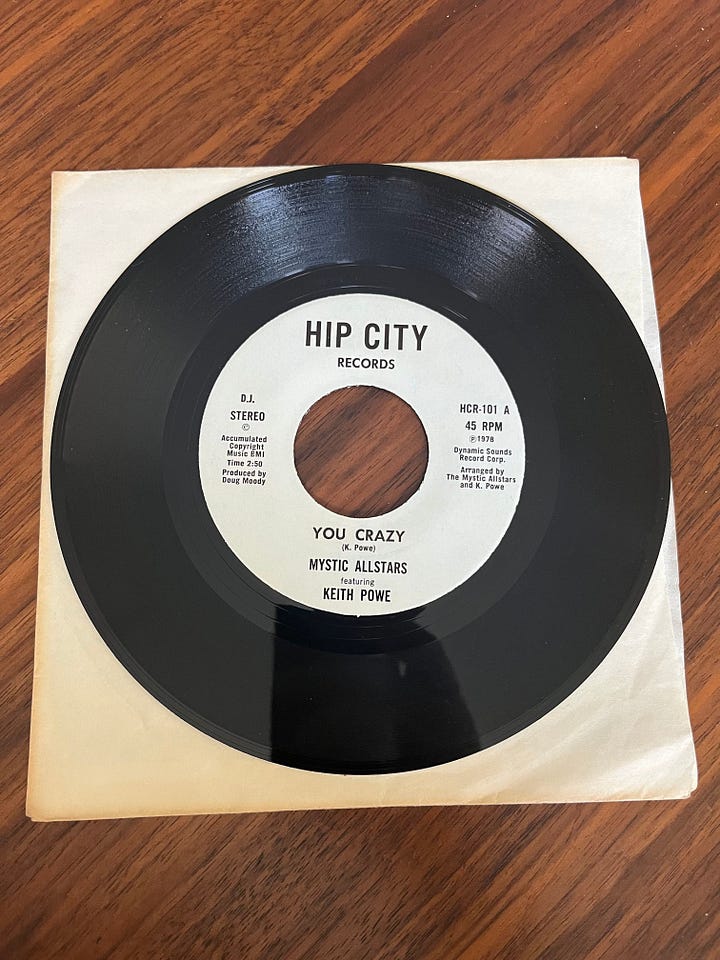 HIP CITY
RECORDS
D.J.
STEREO
©
Accumulated
Copyright
Music BMI
Time 2:50
Produced by
Doug Moody
HCR-101 A
45 RPM
℗ 1978
Dynamic Sounds
Record Corp.
Arranged by
The Mystic Allstars
and K. Powe
YOU CRAZY
(K. Powe)
MYSTIC ALLSTARS
featuring
KEITH POWE